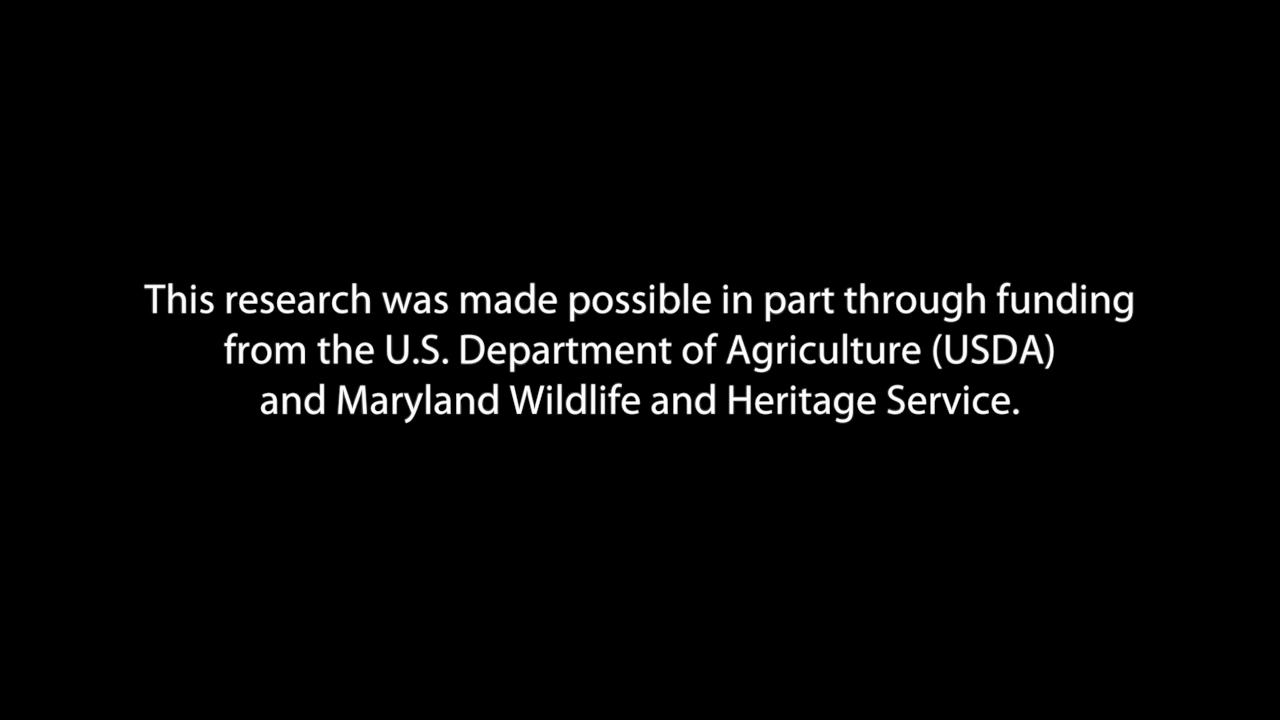 This research was made possible in part through funding
from the U.S. Department of Agriculture (USDA)
and Maryland Wildlife and Heritage Service.